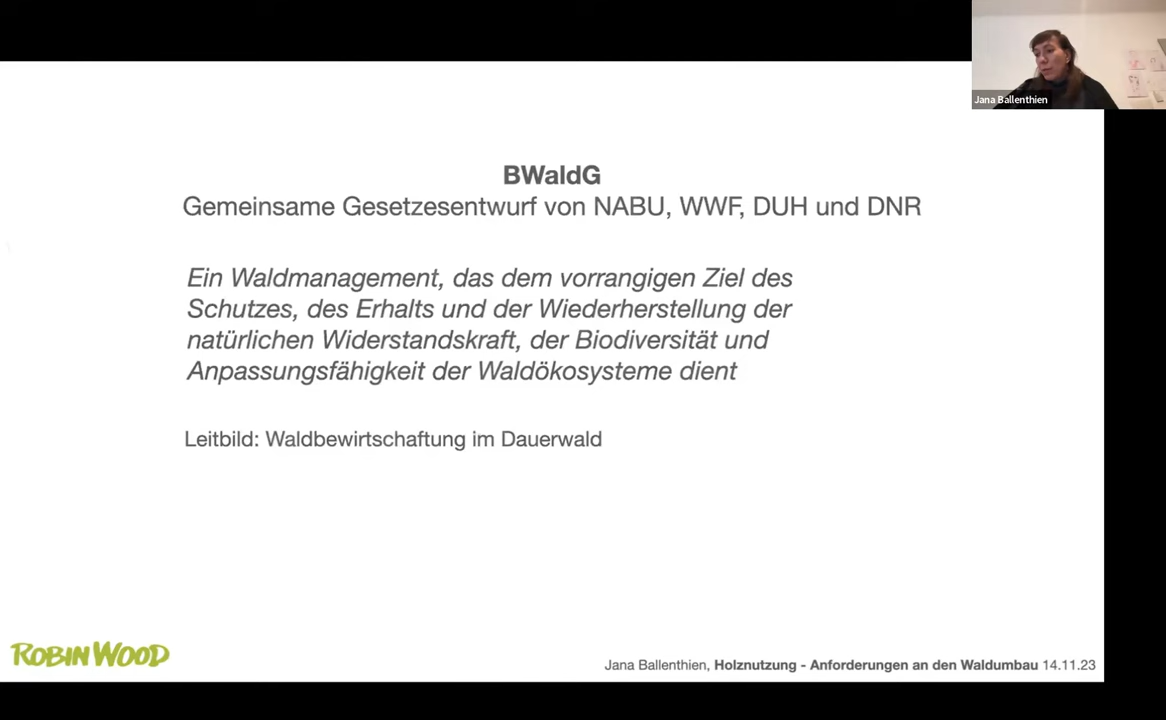 Jana Ballenthien
BWaldG
Gemeinsame Gesetzesentwurf von NABU, WWF, DUH und DNR
Ein Waldmanagement, das dem vorrangigen Ziel des
Schutzes, des Erhalts und der Wiederherstellung der
natürlichen Widerstandskraft, der Biodiversität und
Anpassungsfähigkeit der Waldökosysteme dient
Leitbild: Waldbewirtschaftung im Dauerwald
ROBIN WOOD
Jana Ballenthien, Holznutzung - Anforderungen an den Waldumbau 14.11.23